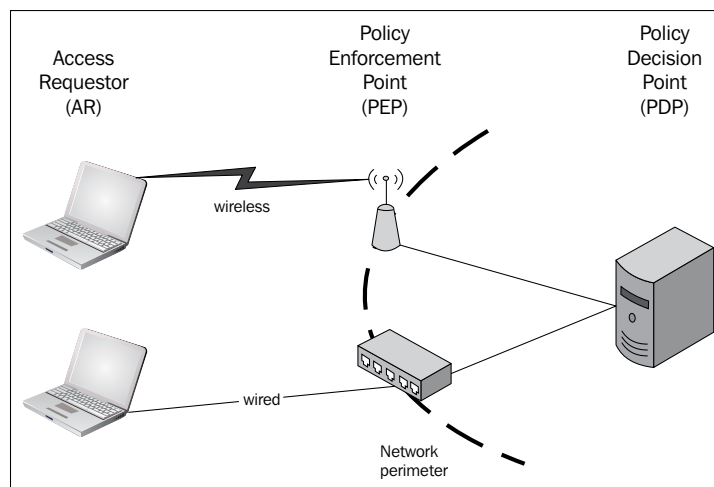 Access
Requestor
(AR)
Policy
Enforcement
Point
(PEP)
Policy
Decision
Point
(PDP)
wireless
wired
Network
perimeter